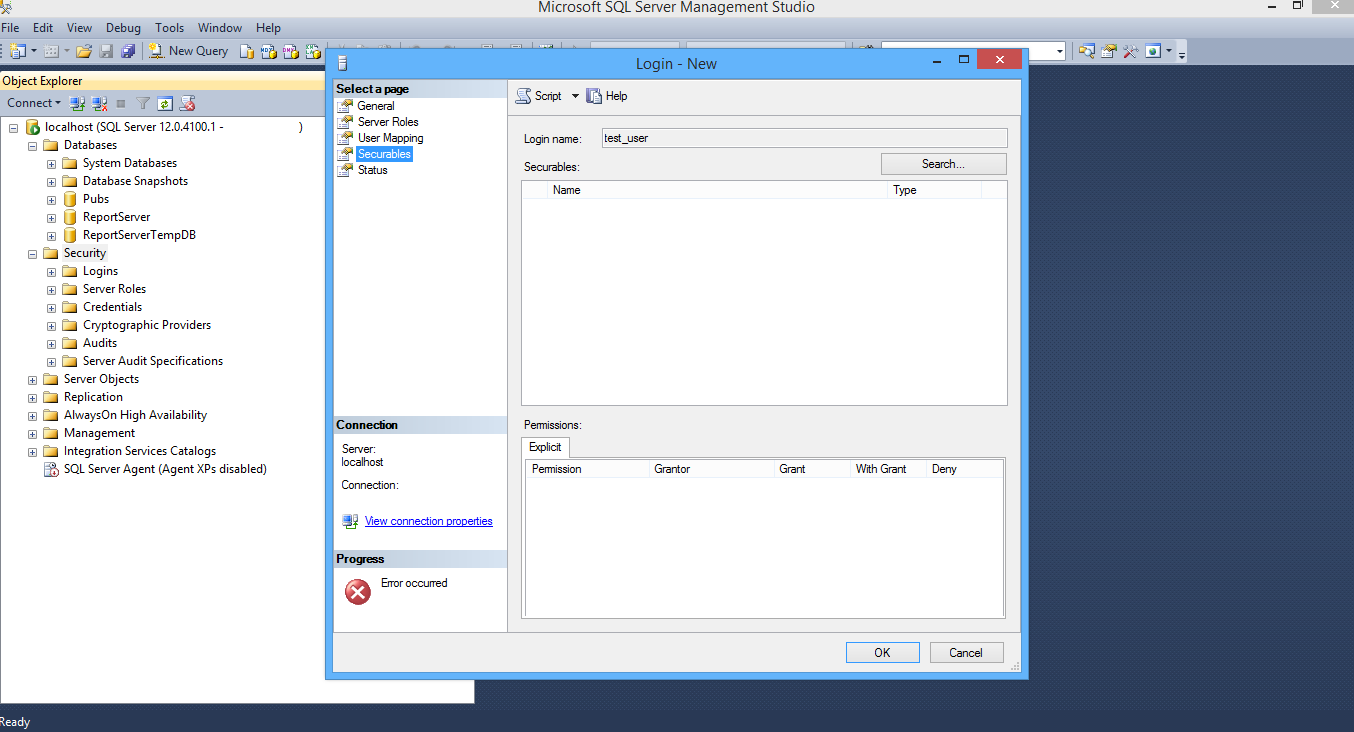 Microsoft SQL Server Management Studio
File Edit View Debug Tools Window Help
New Query
Object Explorer
Connect
localhost (SQL Server 12.0.4100.1 - )
Databases
System Databases
Database Snapshots
Pubs
ReportServer
ReportServerTempDB
Security
Logins
Server Roles
Credentials
Cryptographic Providers
Audits
Server Audit Specifications
Server Objects
Replication
AlwaysOn High Availability
Management
Integration Services Catalogs
SQL Server Agent (Agent XPs disabled)
Login - New
Select a page
General
Server Roles
User Mapping
Securables
Status
Connection
Server:
localhost
Connection:
View connection properties
Progress
Error occurred
Script Help
Login name: test_user
Securables: Search...
Name Type
Permissions:
Explicit
Permission Grantor Grant With Grant Deny
OK Cancel
Ready